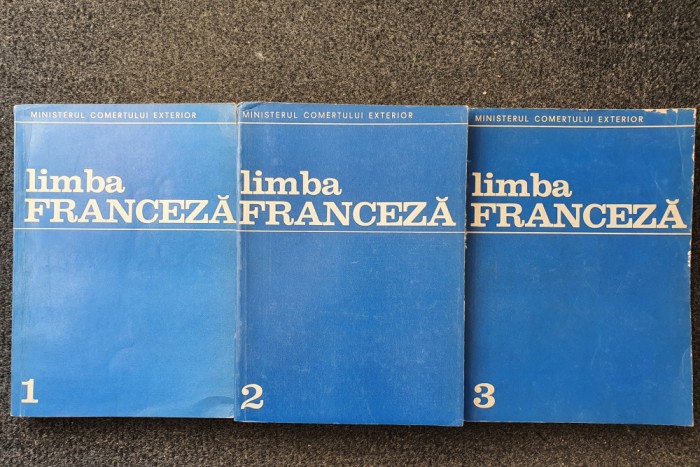 MINISTERUL COMERTULUI EXTERIOR
limba
FRANCEZĂ
1
MINISTERUL COMERTULUI EXTERIOR
limba
FRANCEZĂ
2
MINISTERUL COMERTULUI EXTERIOR
limba
FRANCEZĂ
3